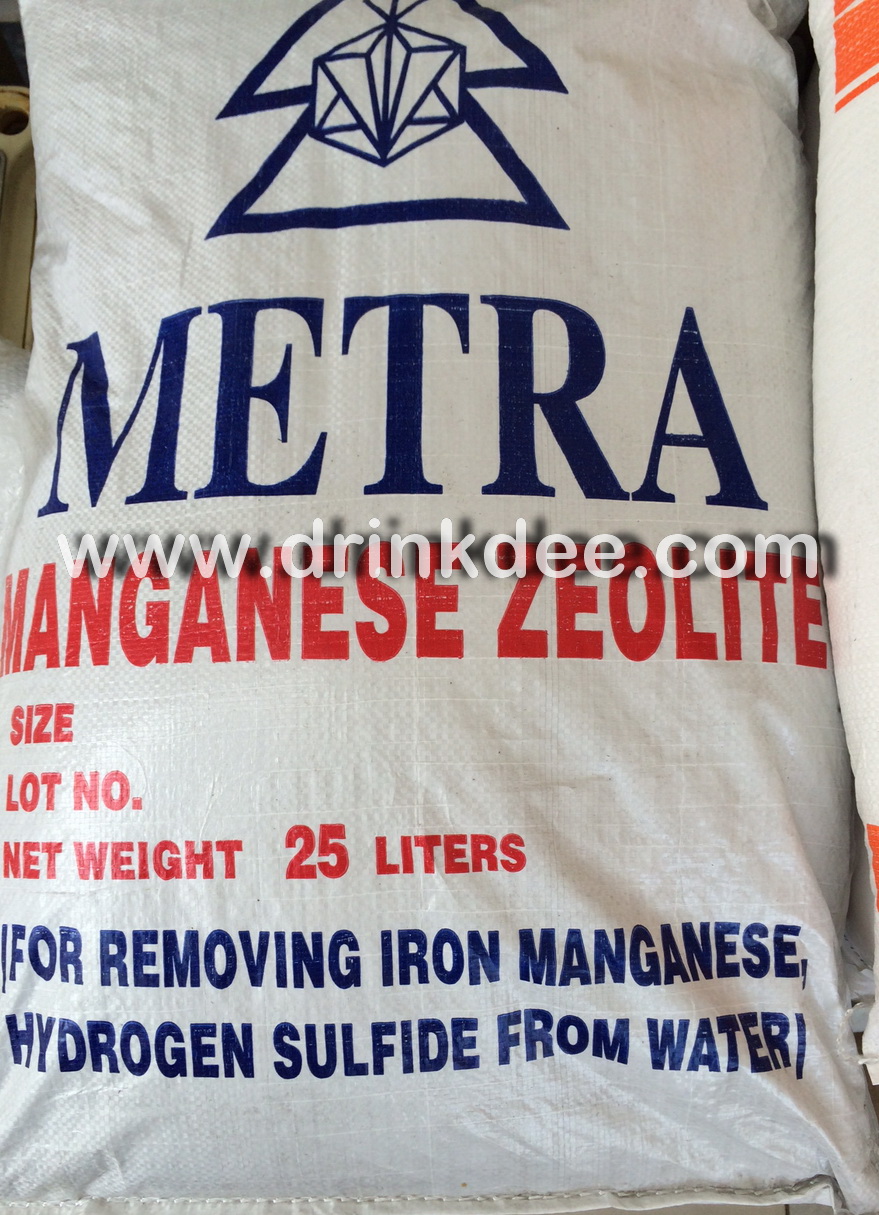 METRA
www.drinkdee.com
MANGANESE ZEOLITE
SIZE
LOT NO.
NET WEIGHT 25 LITERS
(FOR REMOVING IRON MANGANESE,
HYDROGEN SULFIDE FROM WATER)